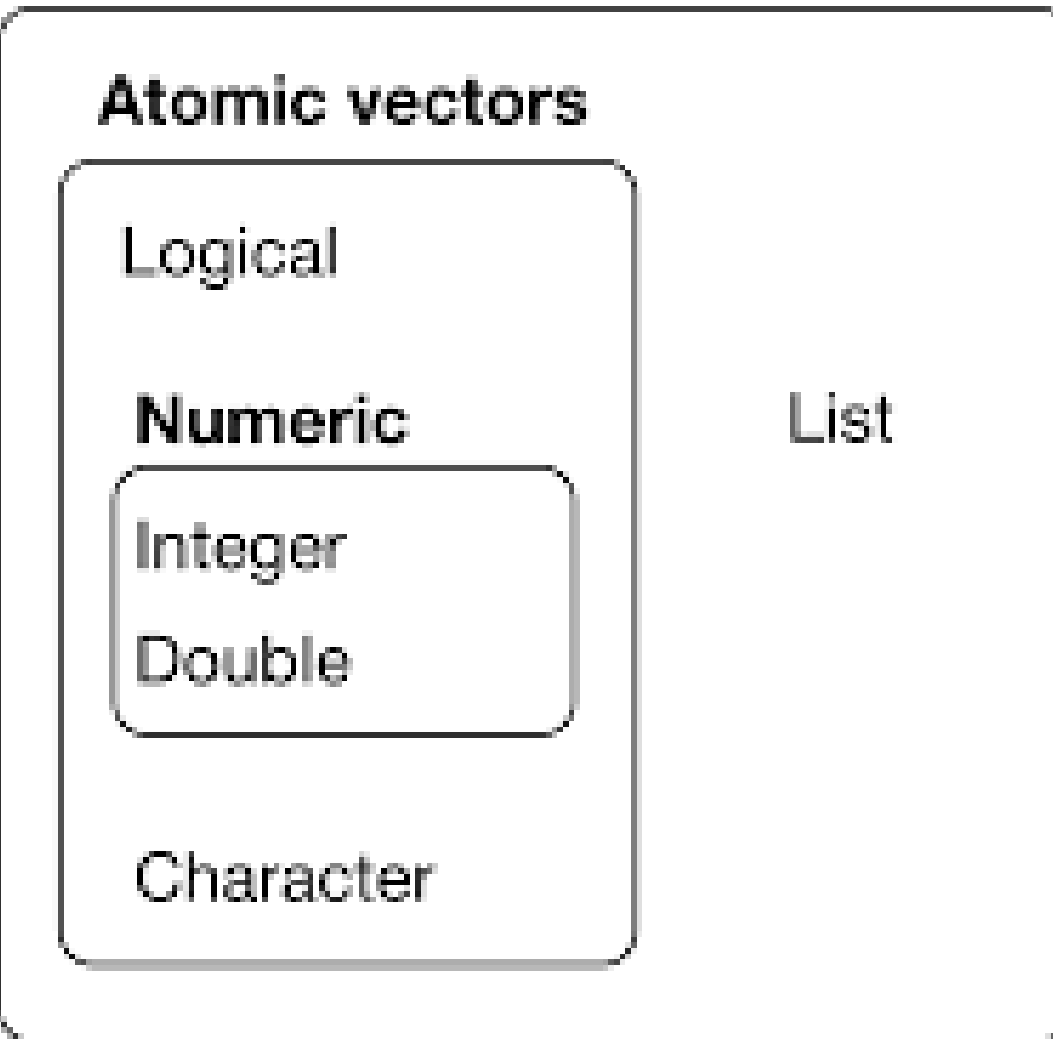 Atomic vectors
Logical
Numeric
List
Integer
Double
Character